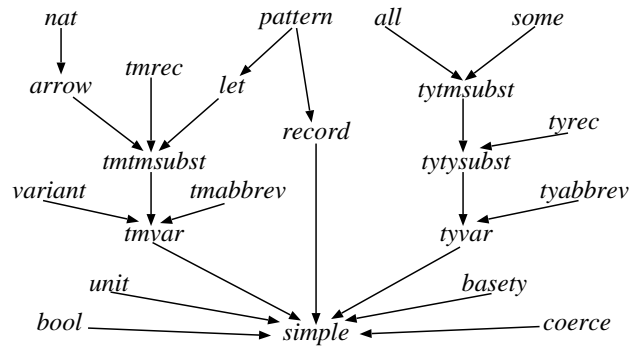 nat pattern all some
arrow tmrec let tytmsubst
record tyrec
tmtmsubst tytysubst
variant tmabbrev tyabbrev
tmvar tyvar
unit basety
bool simple coerce